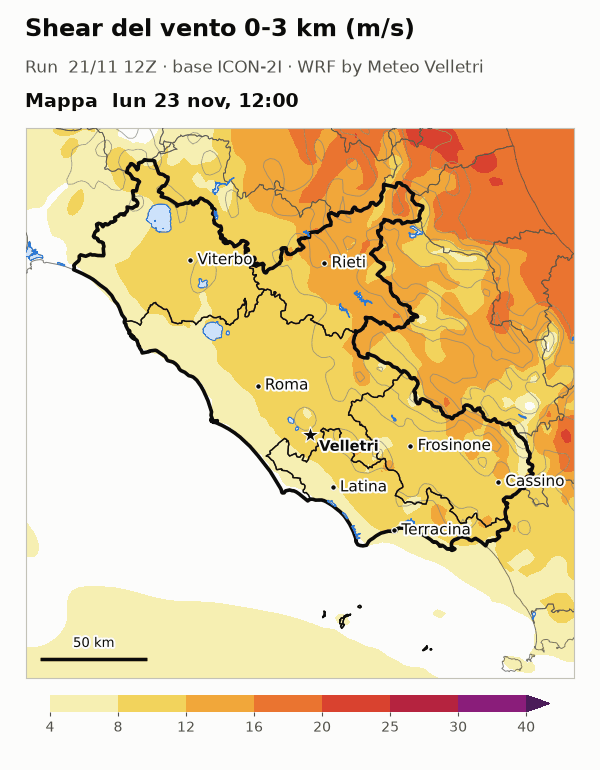 Shear del vento 0-3 km (m/s)
Run  21/11 12Z · base ICON-2I · WRF by Meteo Velletri
Mappa  lun 23 nov, 12:00
Viterbo
Rieti
Roma
Velletri
Frosinone
Latina
Cassino
Terracina
50 km
4 8 12 16 20 25 30 40